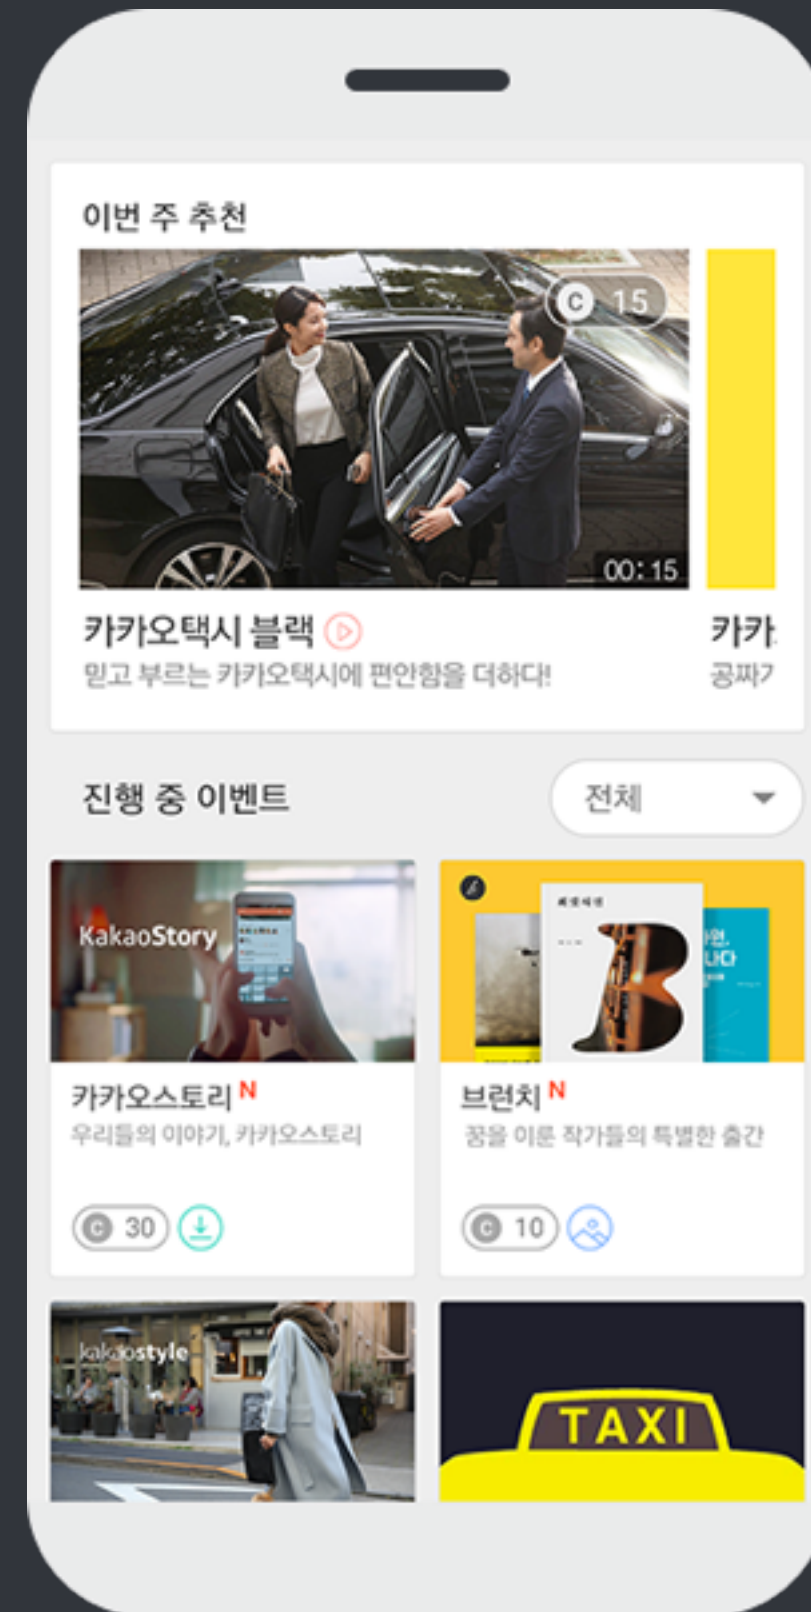 이번 주 추천
C 15
00:15
카카오택시 블랙
믿고 부르는 카카오택시에 편안함을 더하다!
카카
공짜
진행 중 이벤트
전체
KakaoStory
카카오스토리 N
우리들의 이야기, 카카오스토리
C 30
브런치 N
꿈을 이룬 작가들의 특별한 출간
C 10
kakaostyle
TAXI